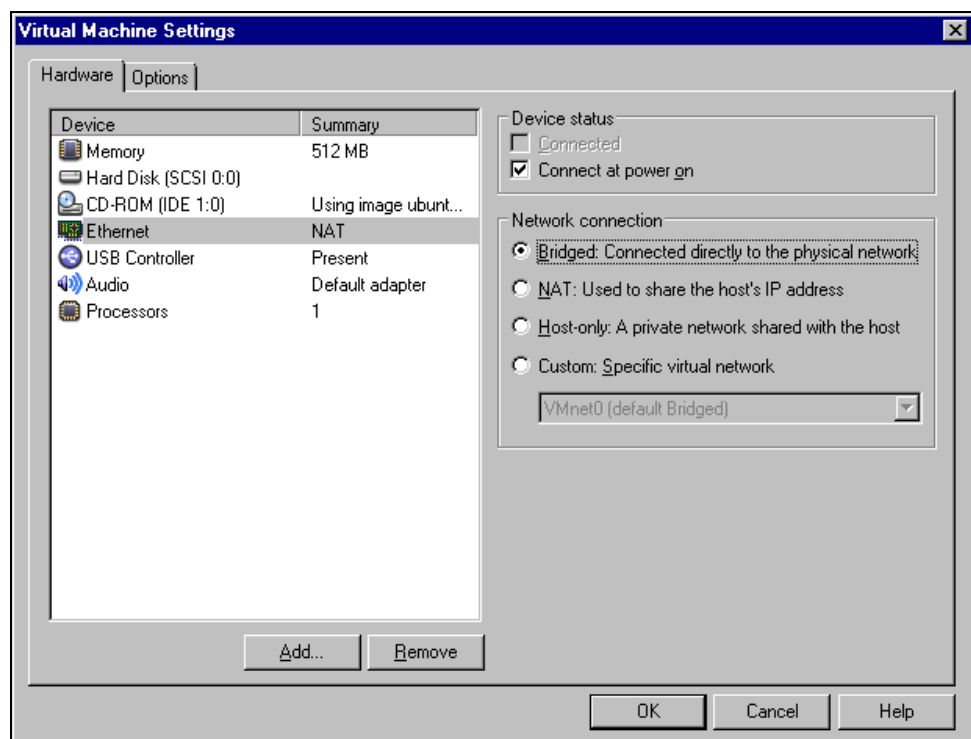 Virtual Machine Settings
Hardware
Options
Device Summary
Memory 512 MB
Hard Disk (SCSI 0:0)
CD-ROM (IDE 1:0) Using image ubunt...
Ethernet NAT
USB Controller Present
Audio Default adapter
Processors 1
Add...
Remove
Device status
Connected
Connect at power on
Network connection
Bridged: Connected directly to the physical network
NAT: Used to share the host's IP address
Host-only: A private network shared with the host
Custom: Specific virtual network
VMnet0 (default Bridged)
OK
Cancel
Help